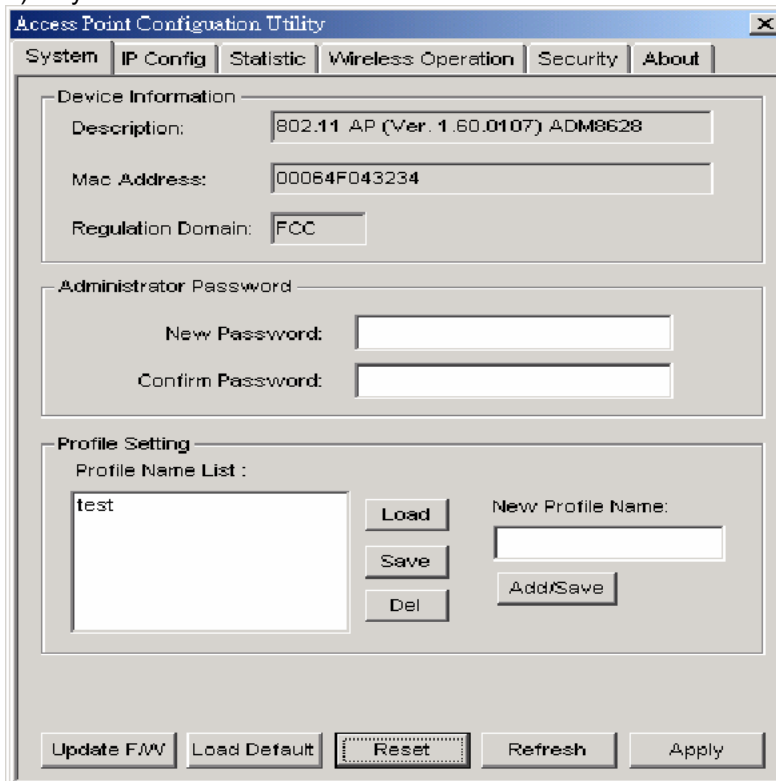 Access Point Configuation Utility
System IP Config Statistic Wireless Operation Security About
Device Information
Description: 802.11 AP (Ver. 1.60.0107) ADM8628
Mac Address: 00064F043234
Regulation Domain: FCC
Administrator Password
New Password:
Confirm Password:
Profile Setting
Profile Name List :
test
Load
New Profile Name:
Save
Add/Save
Del
Update F/W Load Default Reset Refresh Apply